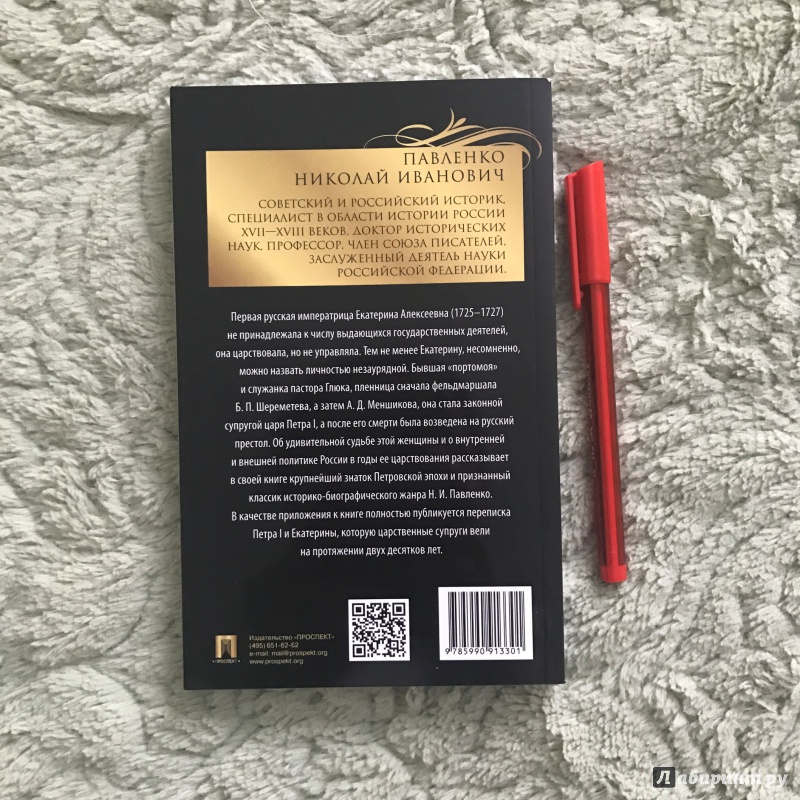 ПАВЛЕНКО
НИКОЛАЙ ИВАНОВИЧ
СОВЕТСКИЙ И РОССИЙСКИЙ ИСТОРИК,
СПЕЦИАЛИСТ В ОБЛАСТИ ИСТОРИИ РОССИИ
XVII—XVIII ВЕКОВ. ДОКТОР ИСТОРИЧЕСКИХ
НАУК, ПРОФЕССОР. ЧЛЕН СОЮЗА ПИСАТЕЛЕЙ,
ЗАСЛУЖЕННЫЙ ДЕЯТЕЛЬ НАУКИ
РОССИЙСКОЙ ФЕДЕРАЦИИ.
Первая русская императрица Екатерина Алексеевна (1725–1727)
не принадлежала к числу выдающихся государственных деятелей,
она царствовала, но не управляла. Тем не менее Екатерину, несомненно,
можно назвать личностью незаурядной. Бывшая «портомоя»
и служанка пастора Глюка, пленница сначала фельдмаршала
Б. П. Шереметева, а затем А. Д. Меншикова, она стала законной
супругой царя Петра I, а после его смерти была возведена на русский
престол. Об удивительной судьбе этой женщины и о внутренней
и внешней политике России в годы ее царствования рассказывает
в своей книге крупнейший знаток Петровской эпохи и признанный
классик историко-биографического жанра Н. И. Павленко.
В качестве приложения к книге полностью публикуется переписка
Петра I и Екатерины, которую царственные супруги вели
на протяжении двух десятков лет.
•ПРОСПЕКТ•
Издательство «ПРОСПЕКТ»
(495) 651-62-62
e-mail: mail@prospekt.org
www.prospekt.org
9 785990 913301
Лабиринт.ру